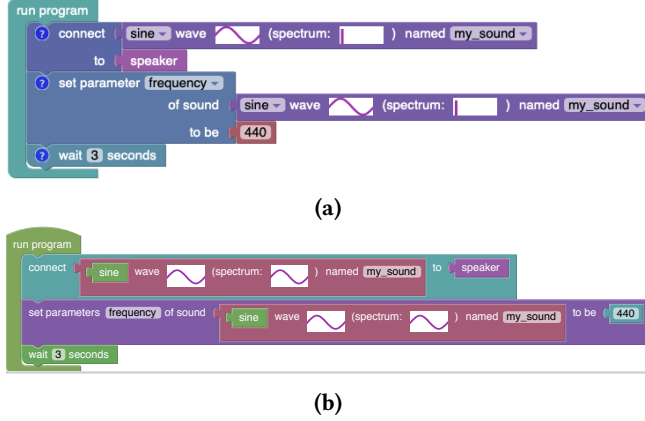 run program
? connect sine wave (spectrum: ) named my_sound
to speaker
? set parameter frequency
of sound sine wave (spectrum: ) named my_sound
to be 440
? wait 3 seconds
(a)
run program
connect sine wave (spectrum: ) named my_sound to speaker
set parameters frequency of sound sine wave (spectrum: ) named my_sound to be 440
wait 3 seconds
(b)